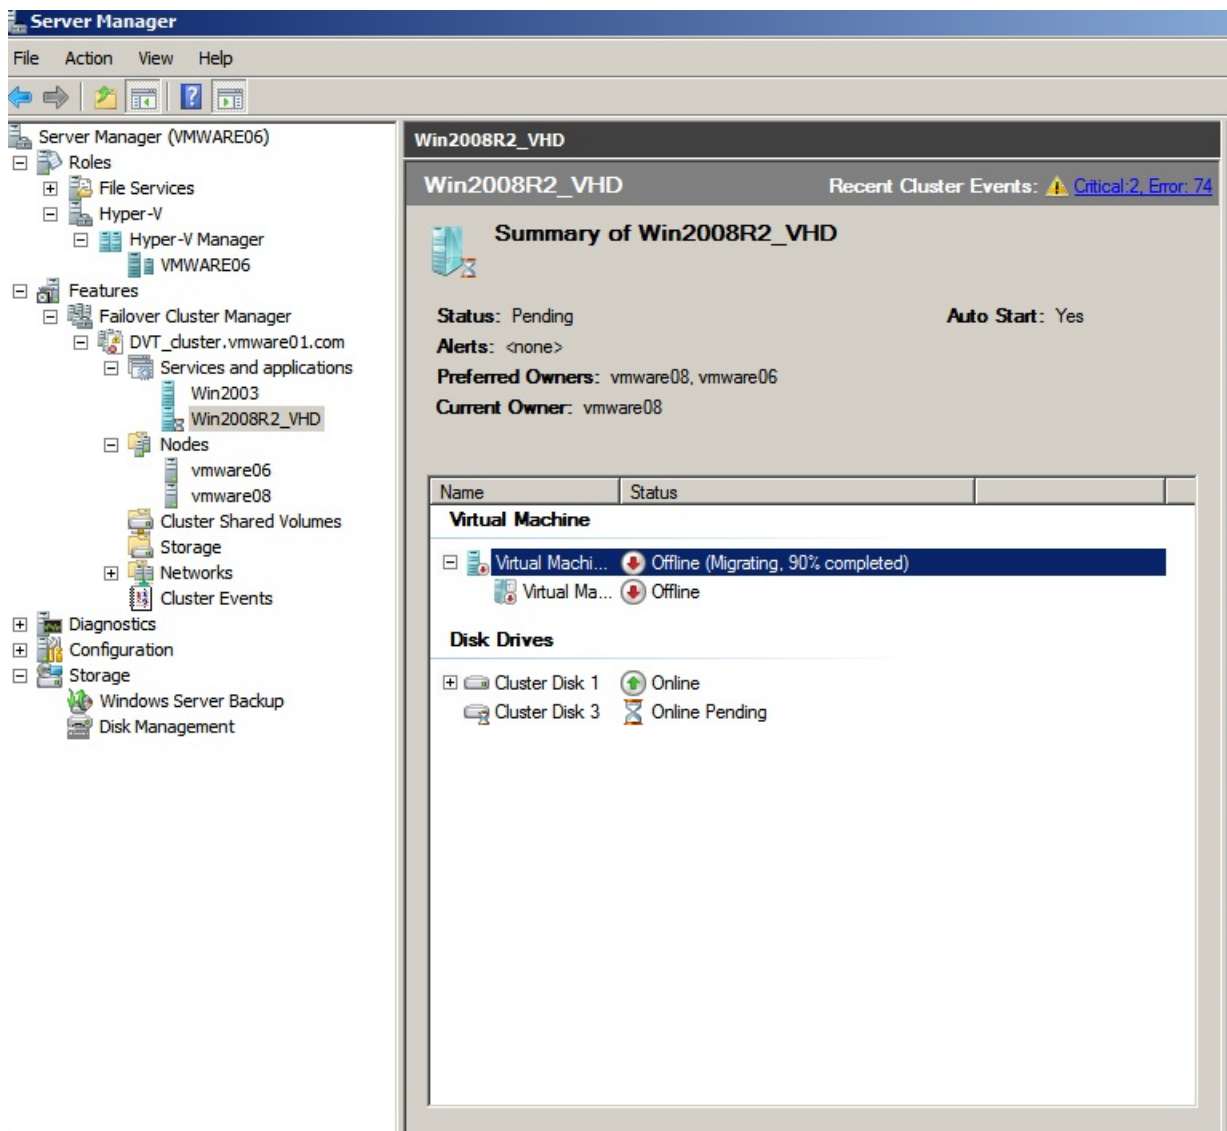 Server Manager
File Action View Help
Server Manager (VMWARE06)
Roles
File Services
Hyper-V
Hyper-V Manager
VMWARE06
Features
Failover Cluster Manager
DVT_cluster.vmware01.com
Services and applications
Win2003
Win2008R2_VHD
Nodes
vmware06
vmware08
Cluster Shared Volumes
Storage
Networks
Cluster Events
Diagnostics
Configuration
Storage
Windows Server Backup
Disk Management
Win2008R2_VHD
Win2008R2_VHD Recent Cluster Events: Critical:2, Error: 74
Summary of Win2008R2_VHD
Status: Pending Auto Start: Yes
Alerts: <none>
Preferred Owners: vmware08, vmware06
Current Owner: vmware08
Name Status
Virtual Machine
Virtual Machi... Offline (Migrating, 90% completed)
Virtual Ma... Offline
Disk Drives
Cluster Disk 1 Online
Cluster Disk 3 Online Pending